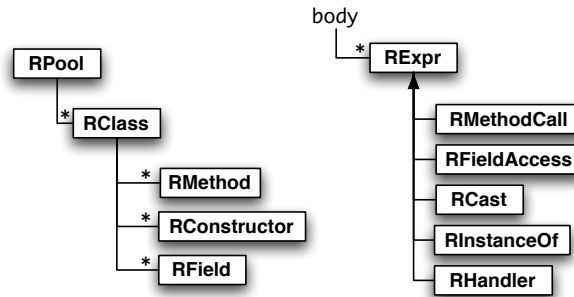 RPool
* RClass
* RMethod
* RConstructor
* RField
body
* RExpr
RMethodCall
RFieldAccess
RCast
RInstanceOf
RHandler